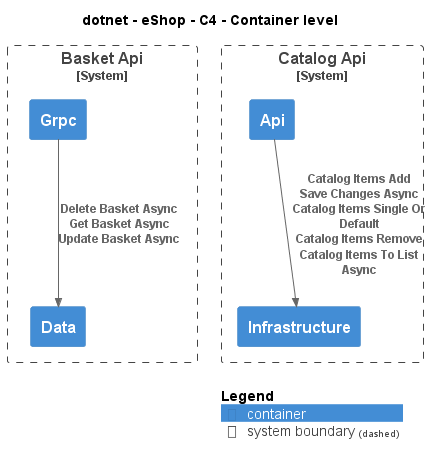 dotnet - eShop - C4 - Container level
Basket Api
[System]
Grpc
Delete Basket Async
Get Basket Async
Update Basket Async
Data
Catalog Api
[System]
Api
Catalog Items Add
Save Changes Async
Catalog Items Single Or
Default
Catalog Items Remove
Catalog Items To List
Async
Infrastructure
Legend
container
system boundary (dashed)